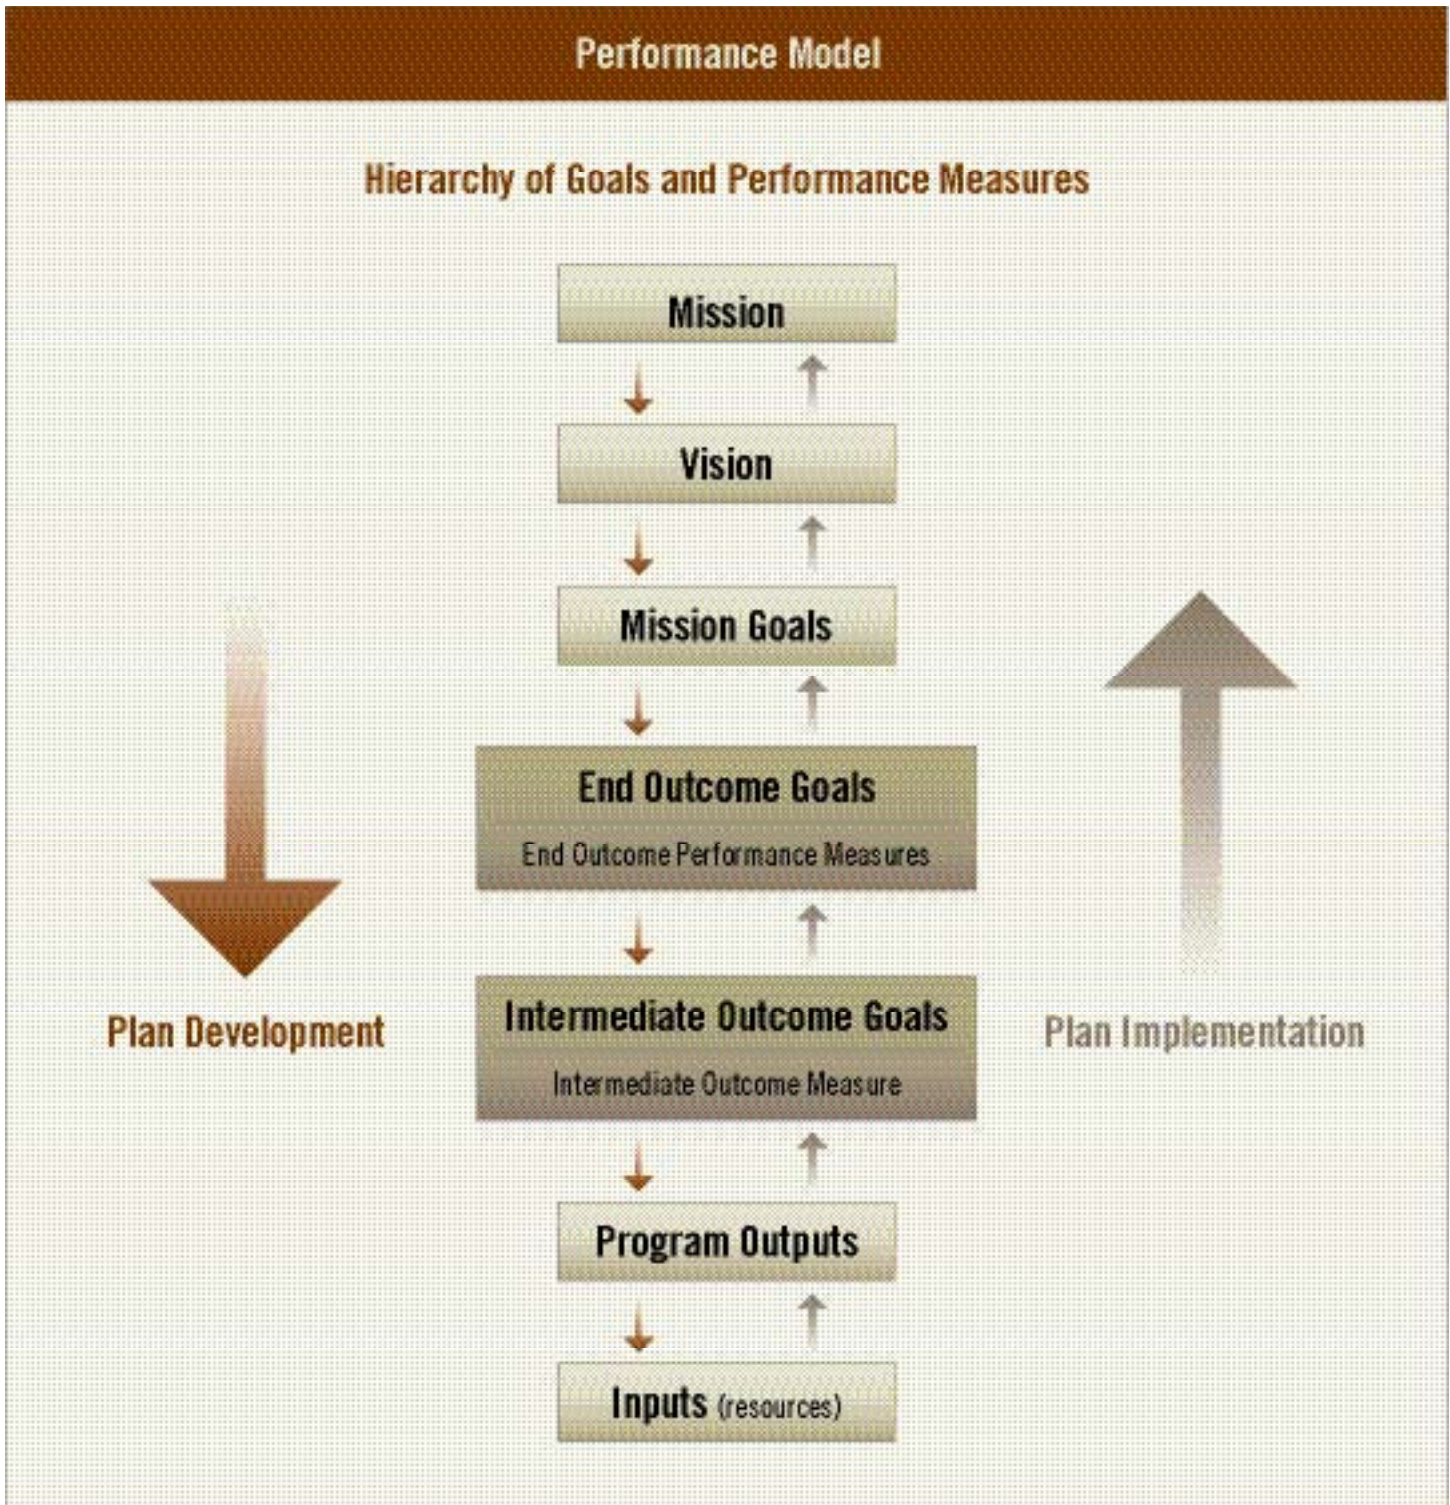 Performance Model
Hierarchy of Goals and Performance Measures
Mission
Vision
Mission Goals
End Outcome Goals
End Outcome Performance Measures
Intermediate Outcome Goals
Intermediate Outcome Measure
Plan Development
Plan Implementation
Program Outputs
Inputs (resources)